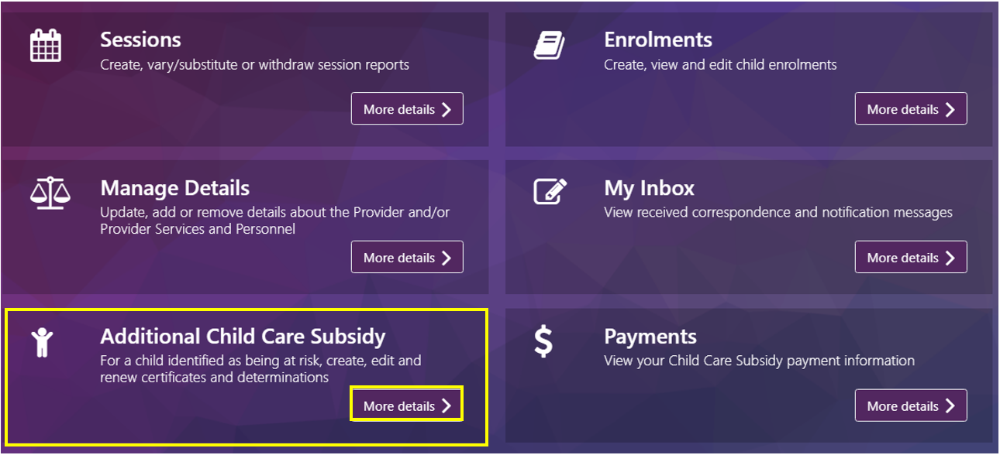 Sessions
Create, vary/substitute or withdraw session reports
More details
Enrolments
Create, view and edit child enrolments
More details
Manage Details
Update, add or remove details about the Provider and/or
Provider Services and Personnel
More details
My Inbox
View received correspondence and notification messages
More details
Additional Child Care Subsidy
For a child identified as being at risk, create, edit and
renew certificates and determinations
More details
Payments
View your Child Care Subsidy payment information
More details